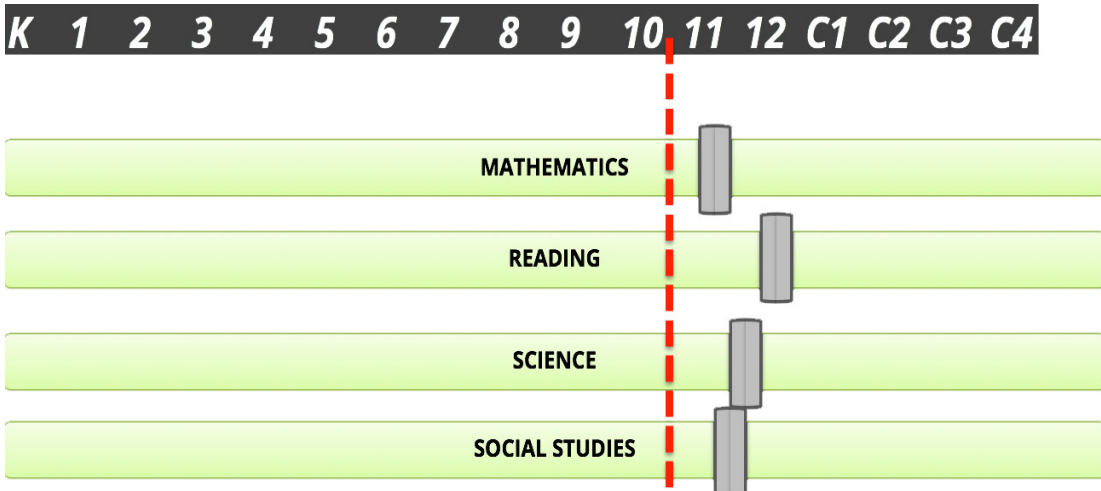 K 1 2 3 4 5 6 7 8 9 10 11 12 C1 C2 C3 C4
MATHEMATICS
READING
SCIENCE
SOCIAL STUDIES